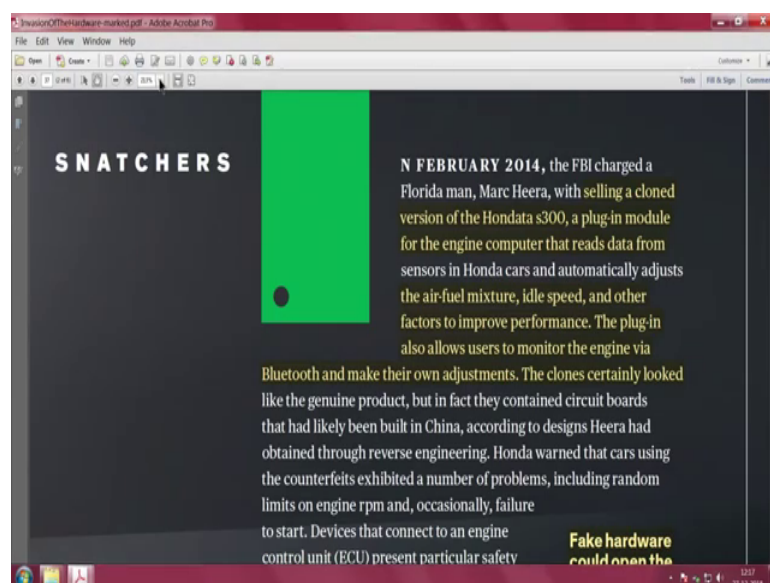 InvasionOfTheHardware-marked.pdf - Adobe Acrobat Pro
File Edit View Window Help
Open Create
Customize
Tools Fill & Sign Comment
SNATCHERS
N FEBRUARY 2014, the FBI charged a
Florida man, Marc Heera, with selling a cloned
version of the Hondata s300, a plug-in module
for the engine computer that reads data from
sensors in Honda cars and automatically adjusts
the air-fuel mixture, idle speed, and other
factors to improve performance. The plug-in
also allows users to monitor the engine via
Bluetooth and make their own adjustments. The clones certainly looked
like the genuine product, but in fact they contained circuit boards
that had likely been built in China, according to designs Heera had
obtained through reverse engineering. Honda warned that cars using
the counterfeits exhibited a number of problems, including random
limits on engine rpm and, occasionally, failure
to start. Devices that connect to an engine
control unit (ECU) present particular safety
Fake hardware
could open the
12:17